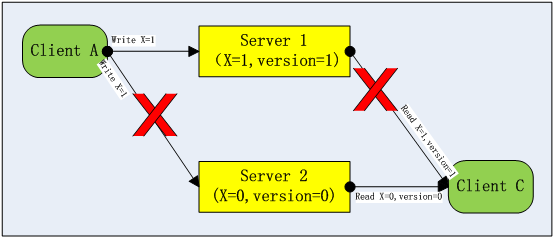 Client A
Write X=1
Write X=1
Server 1
(X=1,version=1)
Read X=1,version=1
Server 2
(X=0,version=0)
Read X=0,version=0
Client C